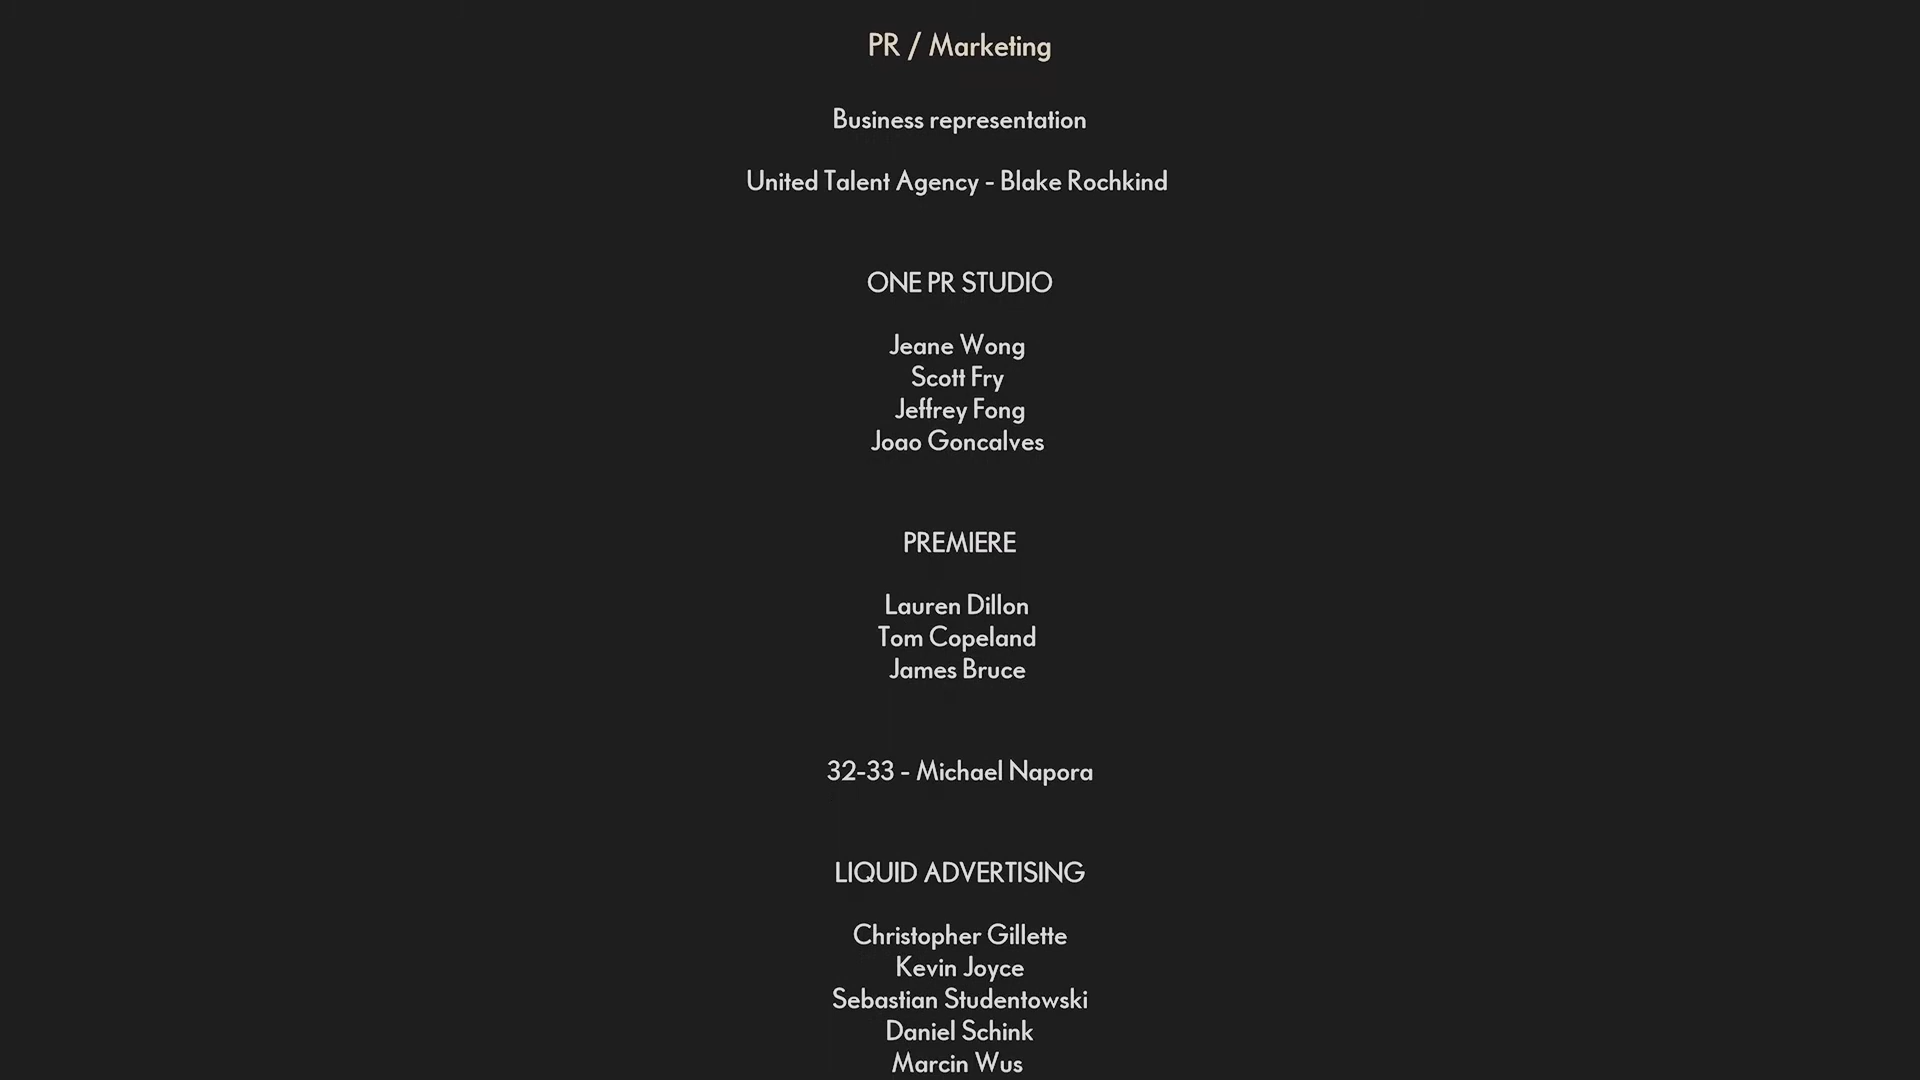 PR / Marketing
Business representation
United Talent Agency - Blake Rochkind
ONE PR STUDIO
Jeane Wong
Scott Fry
Jeffrey Fong
Joao Goncalves
PREMIERE
Lauren Dillon
Tom Copeland
James Bruce
32-33 - Michael Napora
LIQUID ADVERTISING
Christopher Gillette
Kevin Joyce
Sebastian Studentowski
Daniel Schink
Marcin Wus